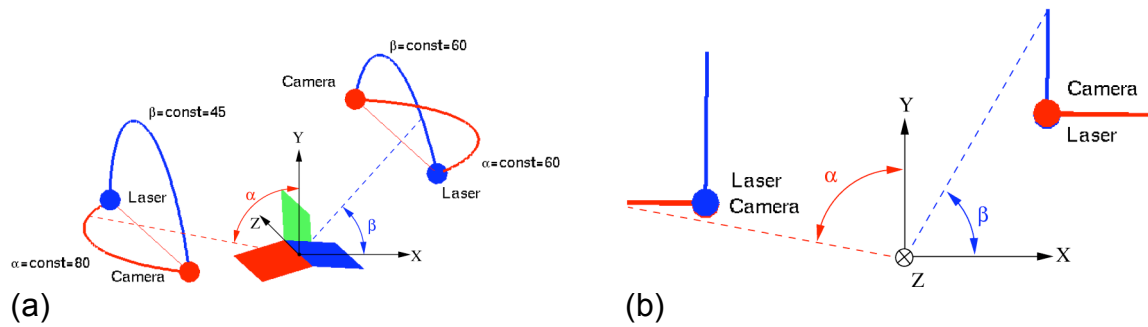 β=const=60
Camera
β=const=45
Y
α=const=60
Laser
α
Laser
Z
β
X
α=const=80
Camera
(a)
Camera
Y
Laser
α
Laser
Camera
β
X
Z
(b)